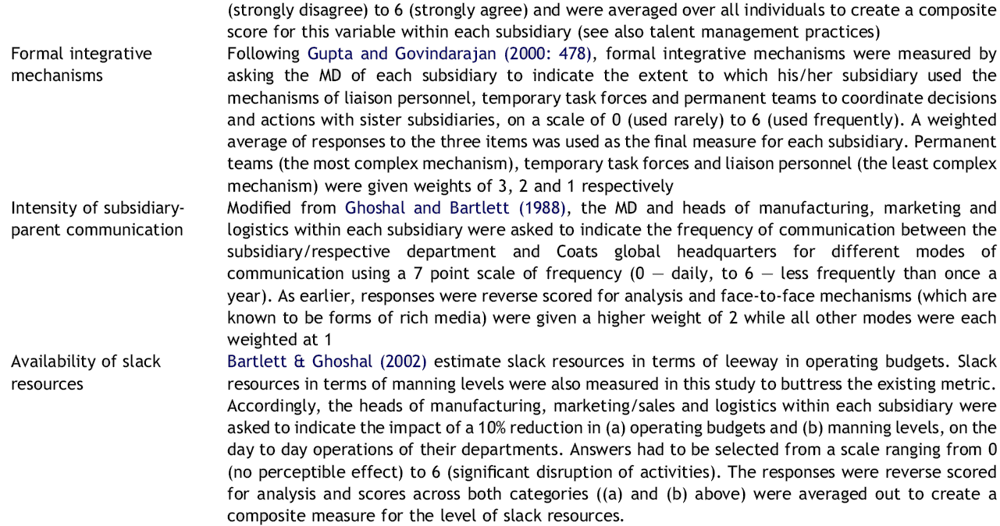 (strongly disagree) to 6 (strongly agree) and were averaged over all individuals to create a composite
score for this variable within each subsidiary (see also talent management practices)
Formal integrative
mechanisms
Following Gupta and Govindarajan (2000: 478), formal integrative mechanisms were measured by
asking the MD of each subsidiary to indicate the extent to which his/her subsidiary used the
mechanisms of liaison personnel, temporary task forces and permanent teams to coordinate decisions
and actions with sister subsidiaries, on a scale of 0 (used rarely) to 6 (used frequently). A weighted
average of responses to the three items was used as the final measure for each subsidiary. Permanent
teams (the most complex mechanism), temporary task forces and liaison personnel (the least complex
mechanism) were given weights of 3, 2 and 1 respectively
Intensity of subsidiary-
parent communication
Modified from Ghoshal and Bartlett (1988), the MD and heads of manufacturing, marketing and
logistics within each subsidiary were asked to indicate the frequency of communication between the
subsidiary/respective department and Coats global headquarters for different modes of
communication using a 7 point scale of frequency (0 — daily, to 6 — less frequently than once a
year). As earlier, responses were reverse scored for analysis and face-to-face mechanisms (which are
known to be forms of rich media) were given a higher weight of 2 while all other modes were each
weighted at 1
Availability of slack
resources
Bartlett & Ghoshal (2002) estimate slack resources in terms of leeway in operating budgets. Slack
resources in terms of manning levels were also measured in this study to buttress the existing metric.
Accordingly, the heads of manufacturing, marketing/sales and logistics within each subsidiary were
asked to indicate the impact of a 10% reduction in (a) operating budgets and (b) manning levels, on the
day to day operations of their departments. Answers had to be selected from a scale ranging from 0
(no perceptible effect) to 6 (significant disruption of activities). The responses were reverse scored
for analysis and scores across both categories ((a) and (b) above) were averaged out to create a
composite measure for the level of slack resources.